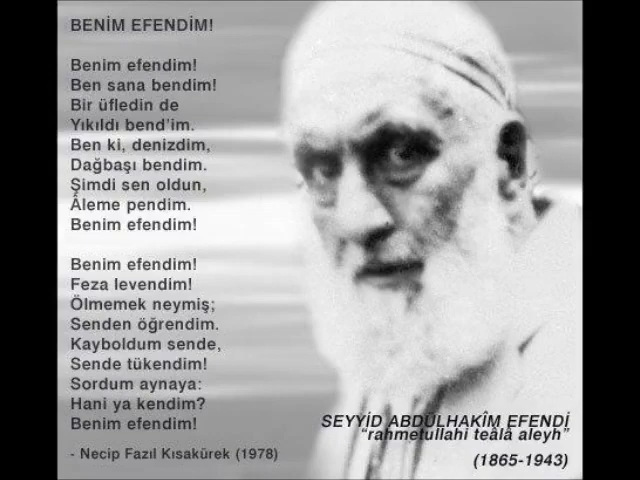 BENİM EFENDİM!
Benim efendim!
Ben sana bendim!
Bir üfledin de
Yıkıldı bend'im.
Ben ki, denizdim,
Dağbaşı bendim.
Şimdi sen oldun,
Âleme pendim.
Benim efendim!
Benim efendim!
Feza levendim!
Ölmemek neymiş;
Senden öğrendim.
Kayboldum sende,
Sende tükendim!
Sordum aynaya:
Hani ya kendim?
Benim efendim!
- Necip Fazıl Kısakürek (1978)
SEYYİD ABDÜLHAKÎM EFENDİ
"rahmetullahi teâlâ aleyh"
(1865-1943)